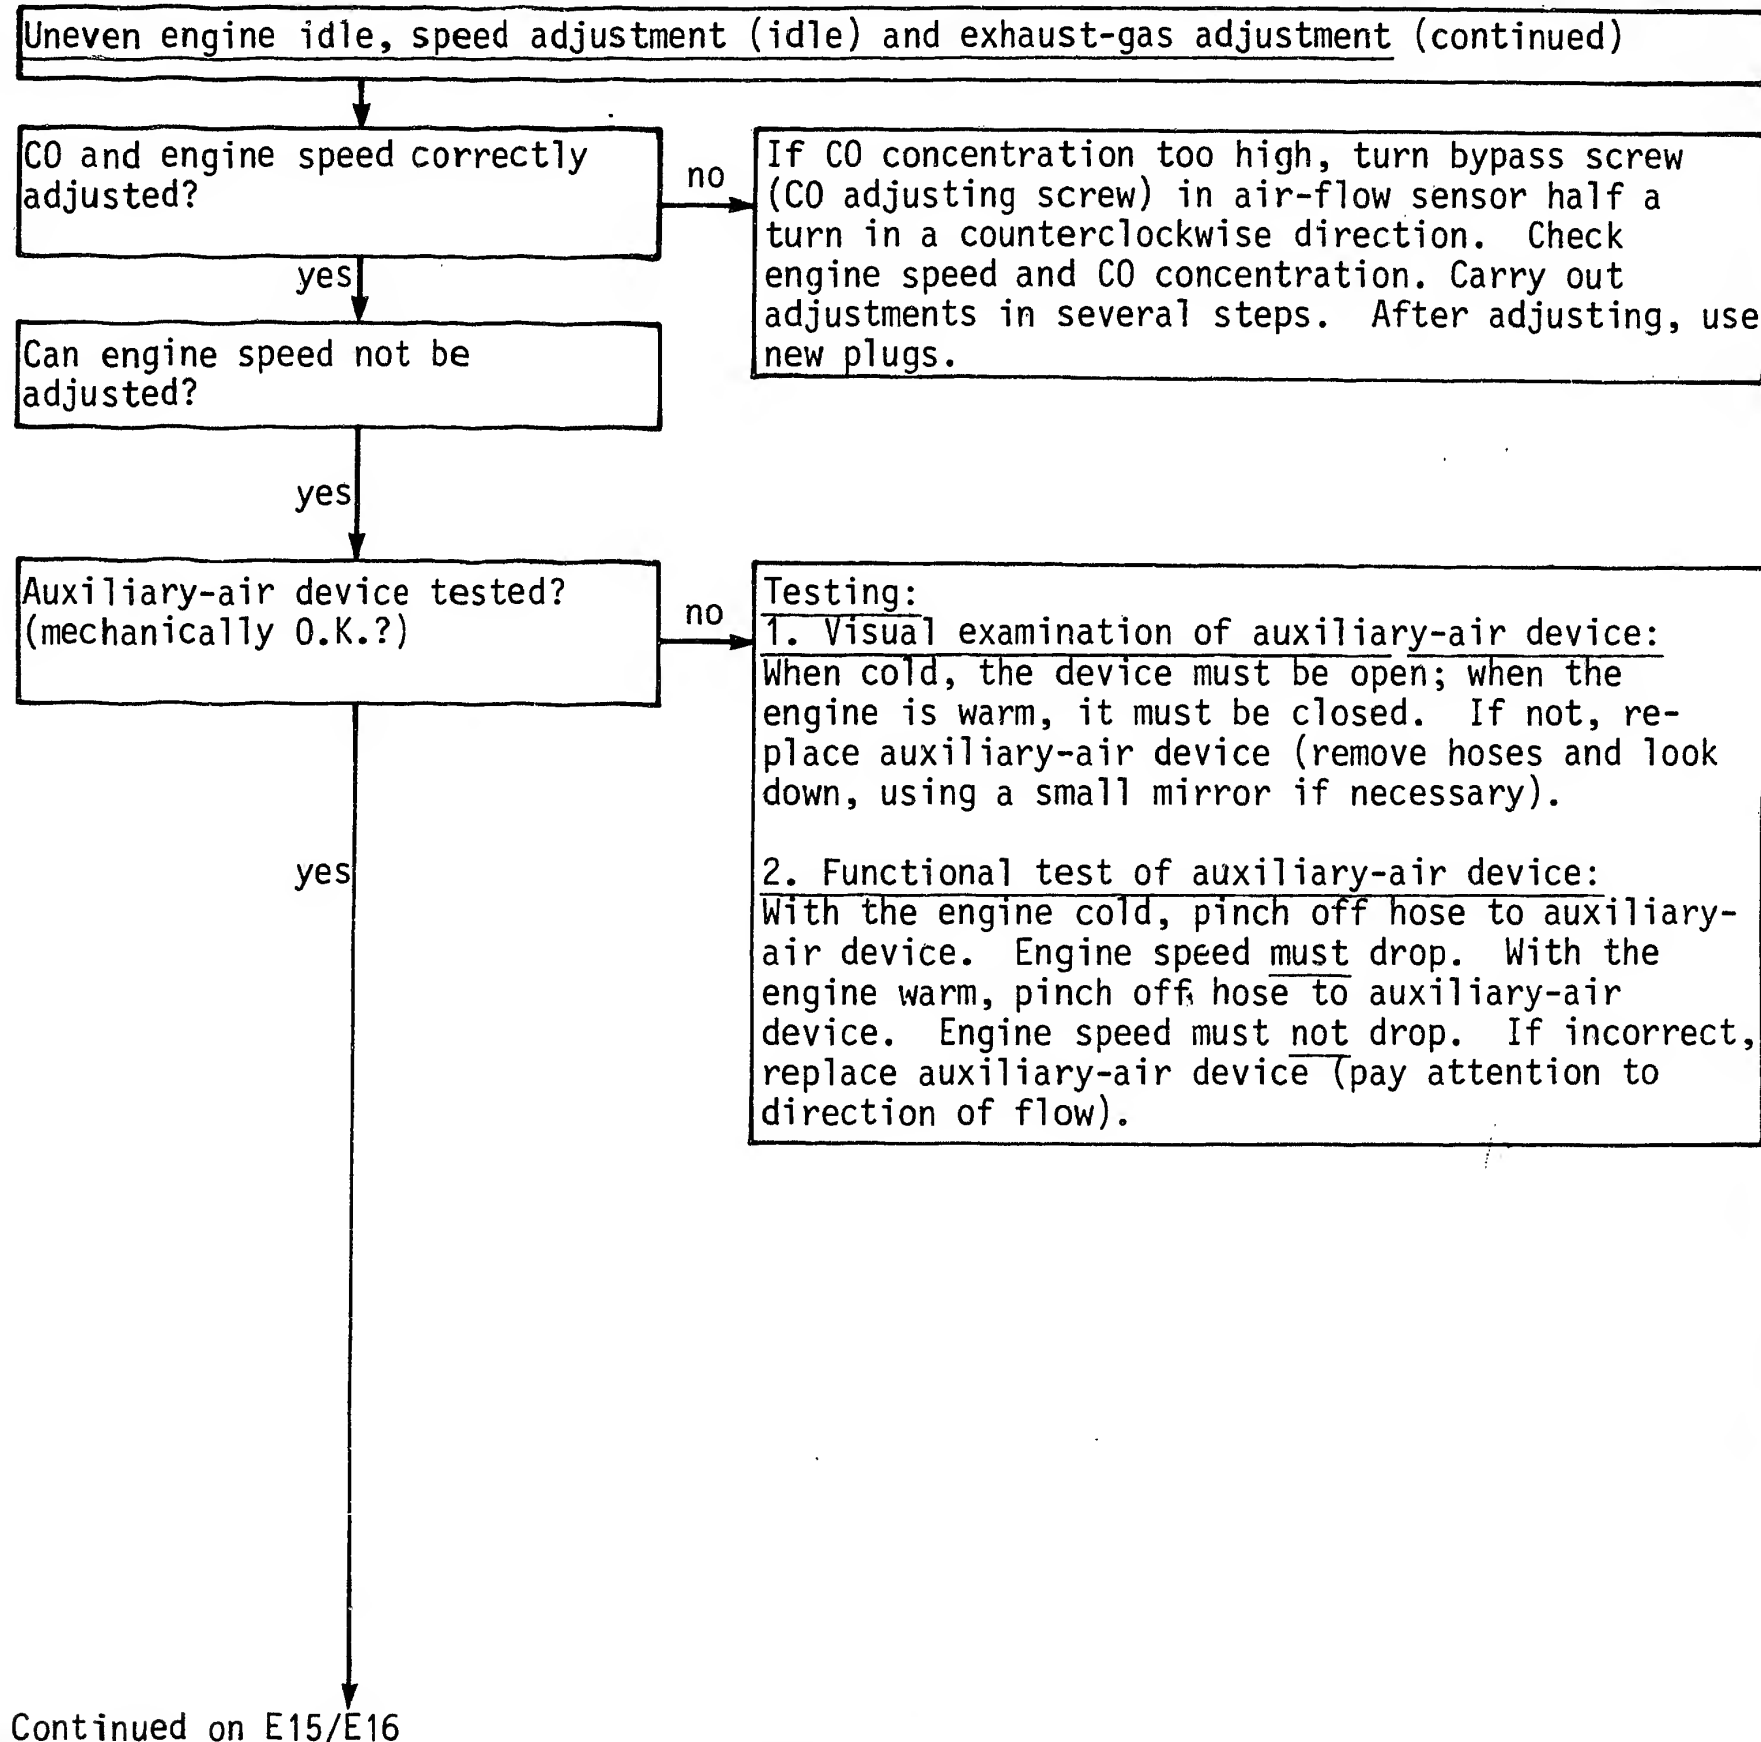 Uneven engine idle, speed adjustment (idle) and exhaust-gas adjustment (continued)
CO and engine speed correctly
adjusted?
no
If CO concentration too high, turn bypass screw
(CO adjusting screw) in air-flow sensor half a
turn in a counterclockwise direction. Check
engine speed and CO concentration. Carry out
adjustments in several steps. After adjusting, use
new plugs.
yes
Can engine speed not be
adjusted?
yes
Auxiliary-air device tested?
(mechanically O.K.?)
no
Testing:
1. Visual examination of auxiliary-air device:
When cold, the device must be open; when the
engine is warm, it must be closed. If not, re-
place auxiliary-air device (remove hoses and look
down, using a small mirror if necessary).
2. Functional test of auxiliary-air device:
With the engine cold, pinch off hose to auxiliary-
air device. Engine speed must drop. With the
engine warm, pinch off hose to auxiliary-air
device. Engine speed must not drop. If incorrect,
replace auxiliary-air device (pay attention to
direction of flow).
yes
Continued on E15/E16